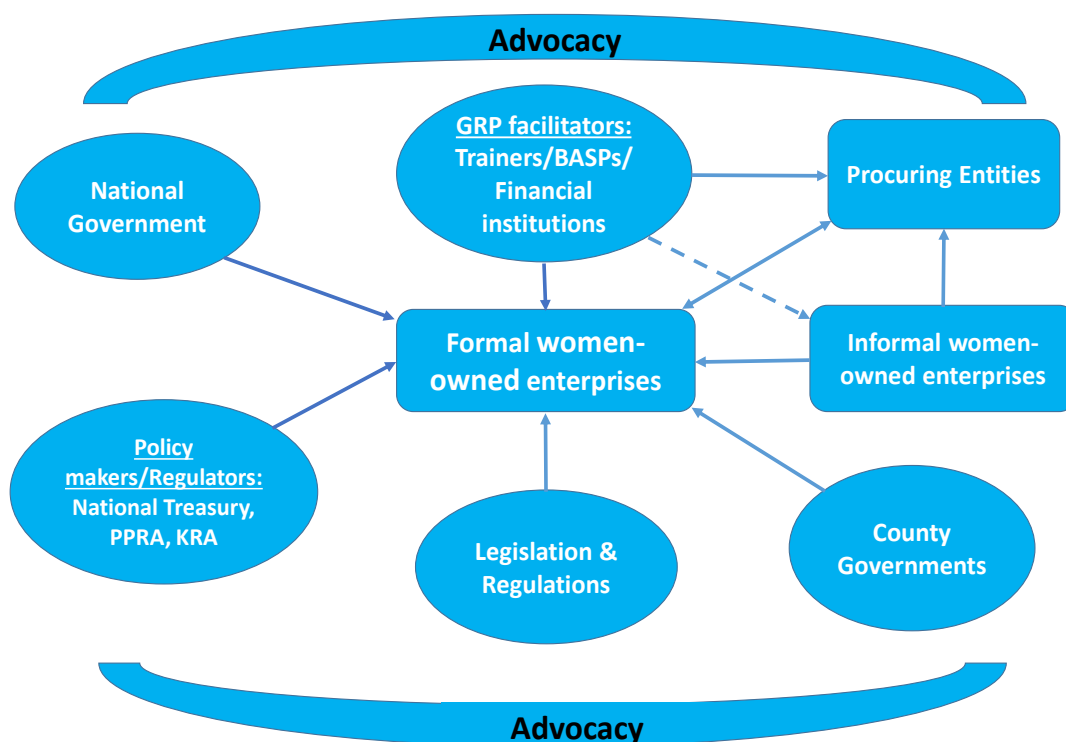 Advocacy
GRP facilitators:
Trainers/BASPs/
Financial
institutions
National
Government
Procuring Entities
Formal women-
owned enterprises
Informal women-
owned enterprises
Policy
makers/Regulators:
National Treasury,
PPRA, KRA
Legislation &
Regulations
County
Governments
Advocacy